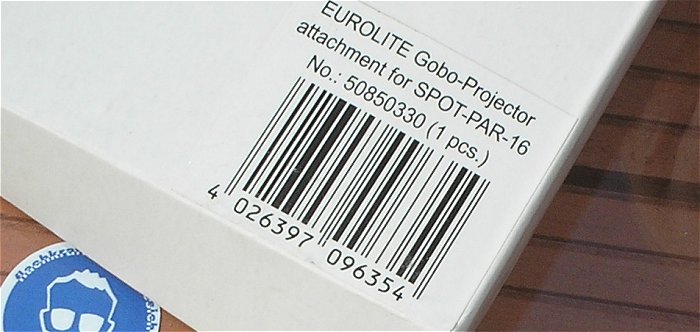 EUROLITE Gobo-Projector
attachment for SPOT-PAR-16
No.: 50850330 (1 pcs.)
4 026397 096354